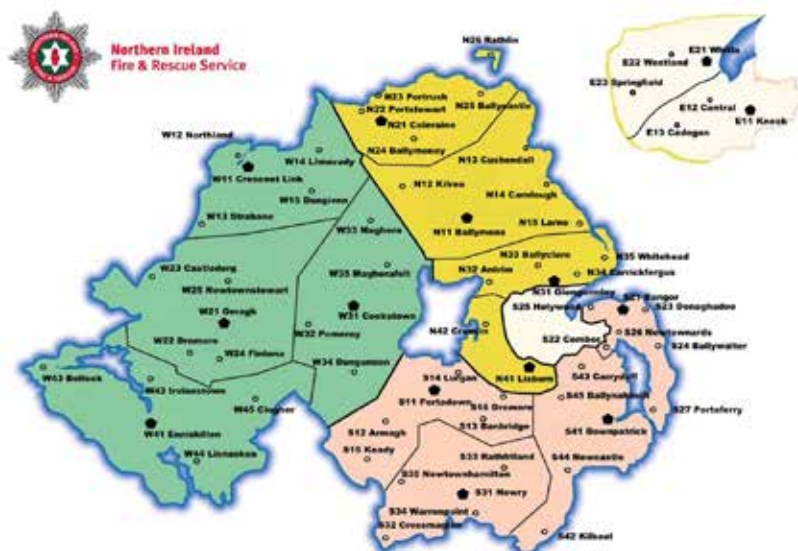 Northern Ireland
Fire & Rescue Service
N26 Rathlin
E21 Whitla
E22 Westland
E23 Springfield
E12 Central
E11 Knock
E13 Cadogan
N23 Portrush
N22 Portstewart
N25 Ballycastle
N21 Coleraine
N24 Ballymoney
W12 Northland
W14 Limavady
N13 Cushendall
W11 Crescent Link
N12 Kilrea
W15 Dungiven
N14 Carnlough
W13 Strabane
W33 Maghera
N15 Larne
N11 Ballymena
N33 Ballyclare
N35 Whitehead
W35 Magherafelt
N32 Antrim
N34 Carrickfergus
W23 Castlederg
W25 Newtownstewart
N31 Glengormley
S21 Bangor
S25 Holywood
S23 Donaghadee
W31 Cookstown
W21 Omagh
W32 Pomeroy
N42 Crumlin
S26 Newtownards
S22 Comber
S24 Ballywalter
W22 Dromore
W24 Fintona
W34 Dungannon
W43 Belleek
S14 Lurgan
N41 Lisburn
S43 Carryduff
W42 Irvinestown
S11 Portadown
S45 Ballynahinch
W45 Clogher
S16 Dromore
S13 Banbridge
S27 Portaferry
S12 Armagh
S41 Downpatrick
W41 Enniskillen
W44 Lisnaskea
S15 Keady
S33 Rathfriland
S44 Newcastle
S35 Newtownhamilton
S31 Newry
S34 Warrenpoint
S32 Crossmaglen
S42 Kilkeel